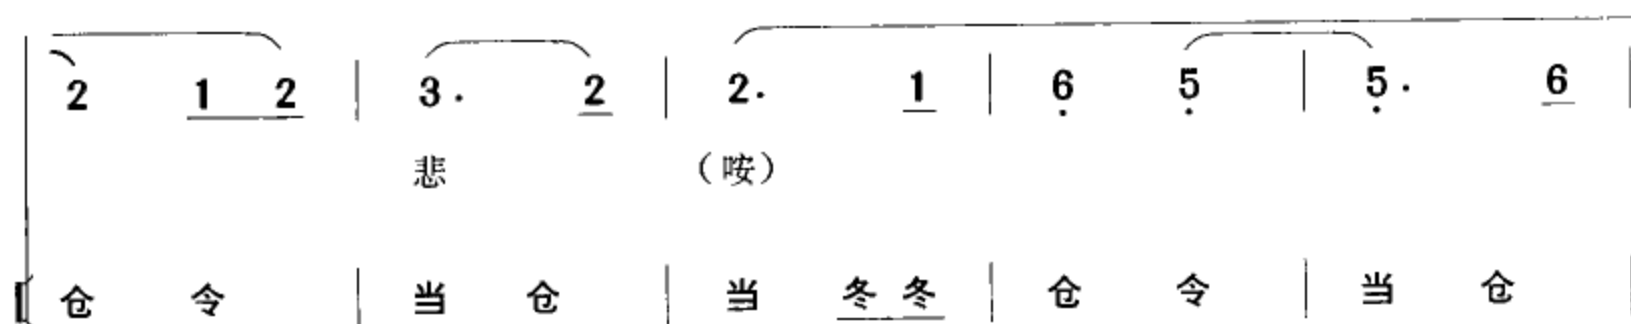 2 1 2 | 3. 2 | 2. 1 | 6 5 | 5. 6
悲 （咹）
仓 令 | 当 仓 | 当 冬 冬 | 仓 令 | 当 仓